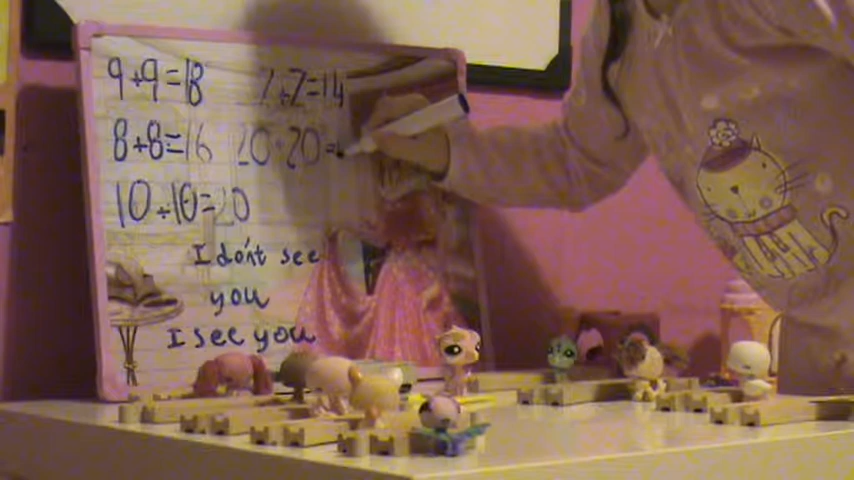 9+9=18 7+7=14
8+8=16 20+20=
10+10=20
I don't see
you
I see you